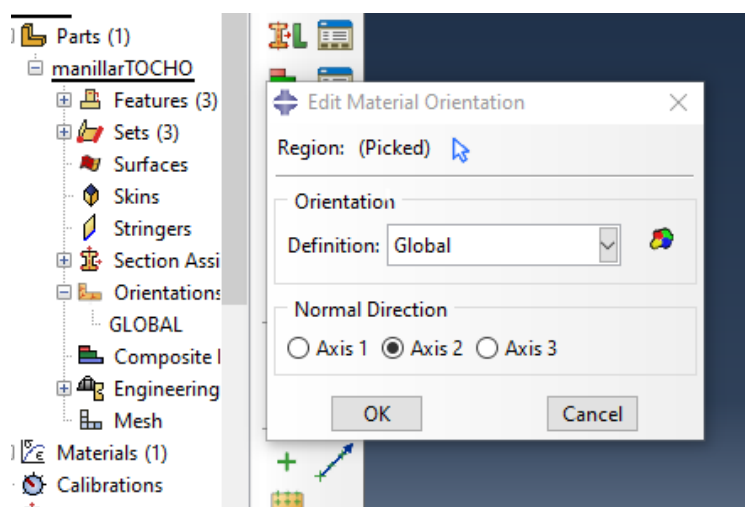 Parts (1)
manillarTOCHO
Features (3)
Sets (3)
Surfaces
Skins
Stringers
Section Assi
Orientations
GLOBAL
Composite
Engineering
Mesh
Materials (1)
Calibrations
Edit Material Orientation
Region: (Picked)
Orientation
Definition: Global
Normal Direction
Axis 1 Axis 2 Axis 3
OK Cancel